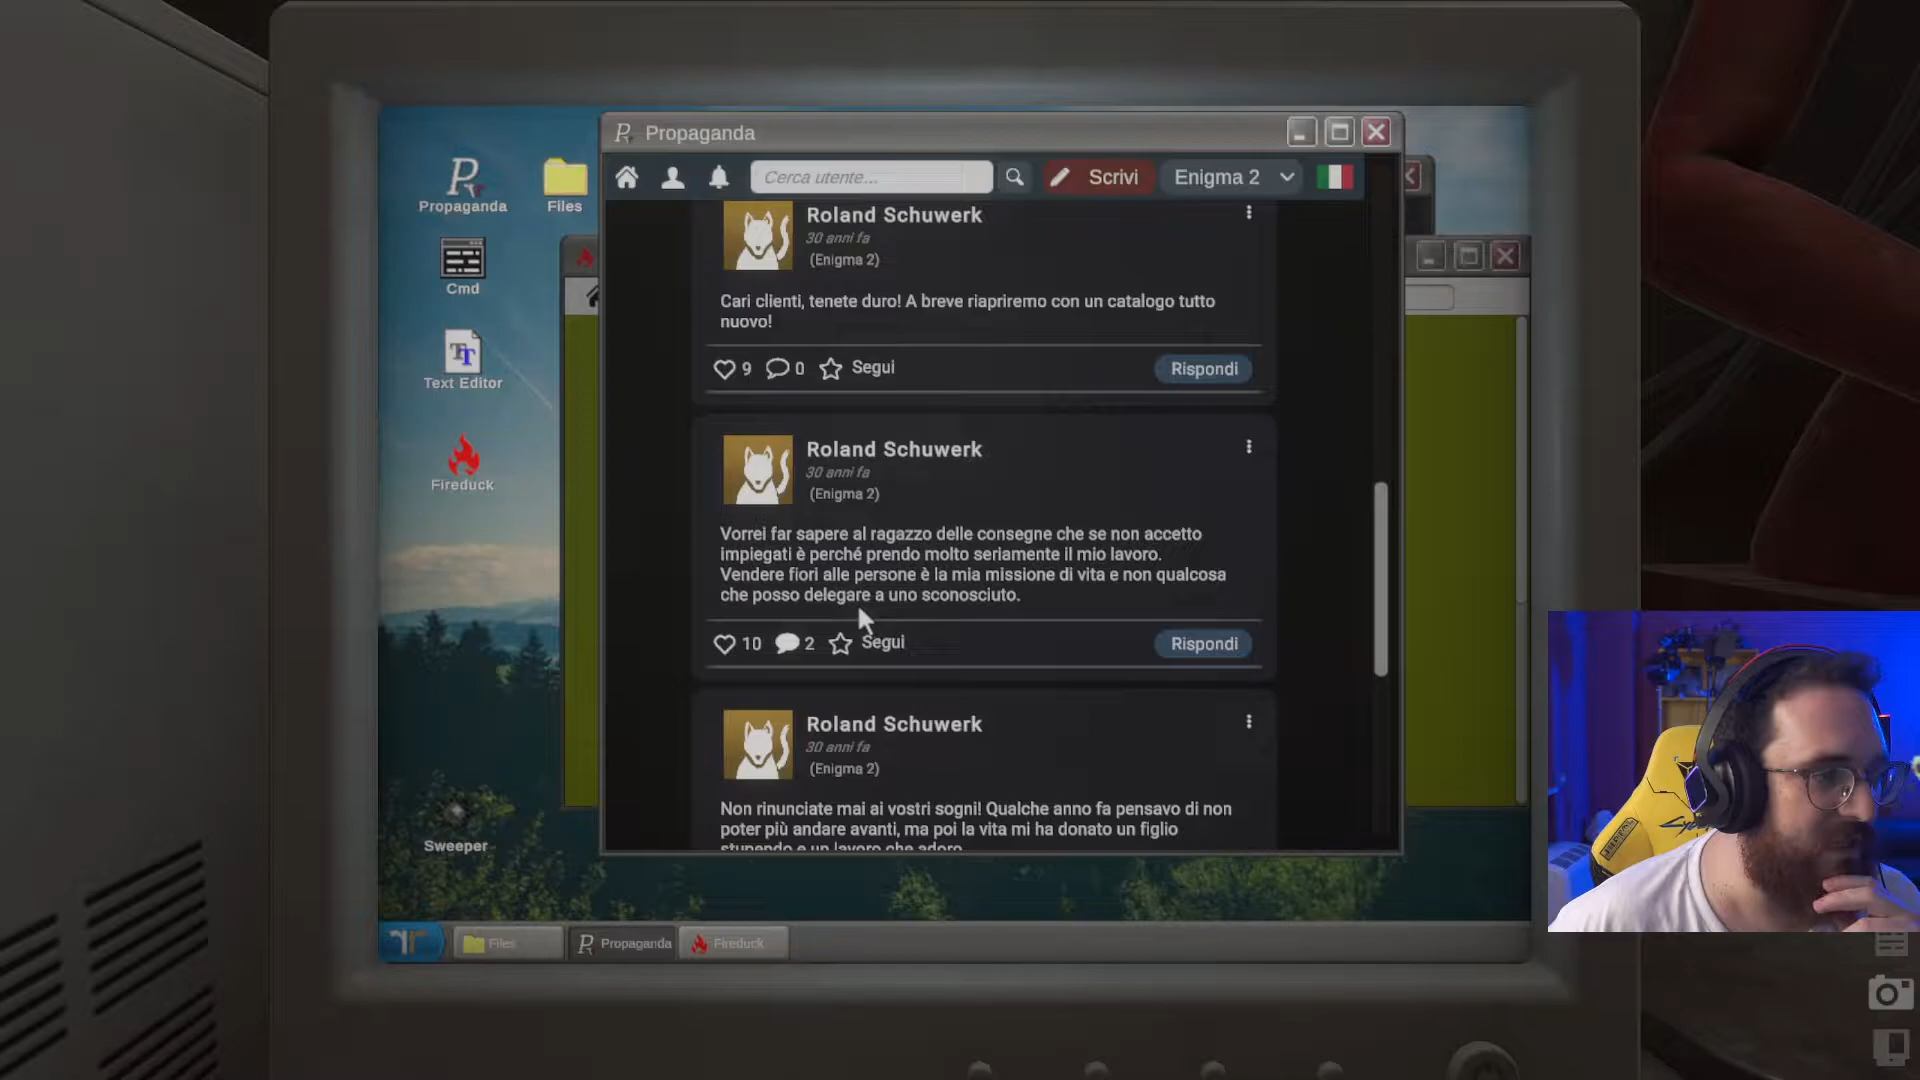 Propaganda
Cerca utente...
Scrivi
Enigma 2
Propaganda
Files
Cmd
Text Editor
Fireduck
Sweeper
Roland Schuwerk
30 anni fa
(Enigma 2)
Cari clienti, tenete duro! A breve riapriremo con un catalogo tutto
nuovo!
9
0
Segui
Rispondi
Roland Schuwerk
30 anni fa
(Enigma 2)
Vorrei far sapere al ragazzo delle consegne che se non accetto
impiegati è perché prendo molto seriamente il mio lavoro.
Vendere fiori alle persone è la mia missione di vita e non qualcosa
che posso delegare a uno sconosciuto.
10
2
Segui
Rispondi
Roland Schuwerk
30 anni fa
(Enigma 2)
Non rinunciate mai ai vostri sogni! Qualche anno fa pensavo di non
poter più andare avanti, ma poi la vita mi ha donato un figlio
stupendo e un lavoro che adoro.
Files
Propaganda
Fireduck